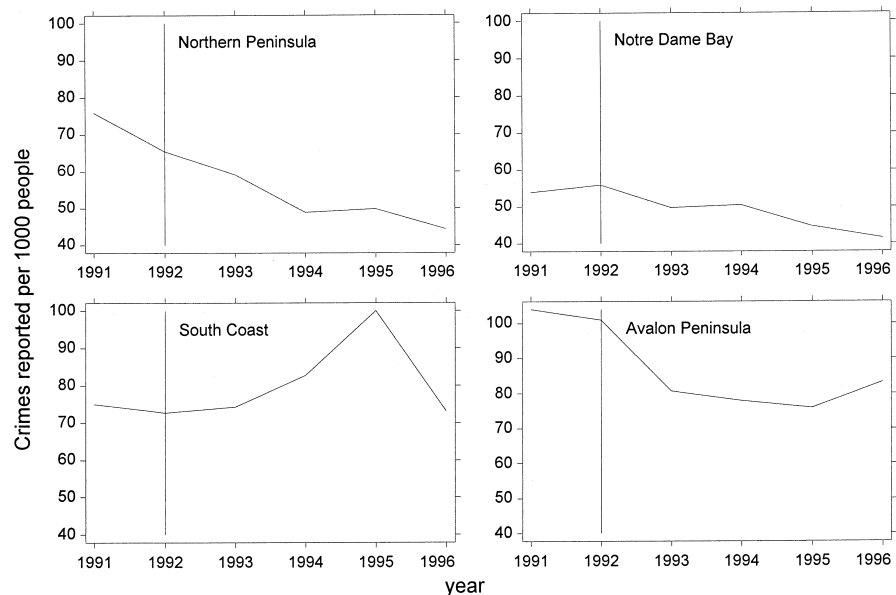 Crimes reported per 1000 people
Northern Peninsula
100
90
80
70
60
50
40
1991 1992 1993 1994 1995 1996
Notre Dame Bay
100
90
80
70
60
50
40
1991 1992 1993 1994 1995 1996
South Coast
100
90
80
70
60
50
40
1991 1992 1993 1994 1995 1996
Avalon Peninsula
100
90
80
70
60
50
40
1991 1992 1993 1994 1995 1996
year